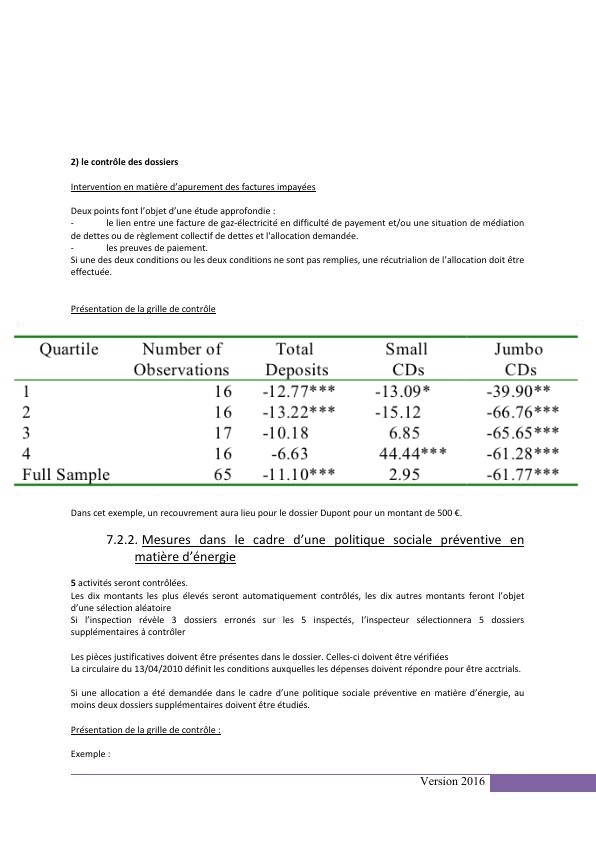 2) le contrôle des dossiers
Intervention en matière d’apurement des factures impayées
Deux points font l’objet d’une étude approfondie :
- le lien entre une facture de gaz-électricité en difficulté de payement et/ou une situation de médiation
de dettes ou de règlement collectif de dettes et l'allocation demandée.
- les preuves de paiement.
Si une des deux conditions ou les deux conditions ne sont pas remplies, une récutrialion de l’allocation doit être
effectuée.
Présentation de la grille de contrôle
Quartile Number of Total Small Jumbo
Observations Deposits CDs CDs
1 16 -12.77*** -13.09* -39.90**
2 16 -13.22*** -15.12 -66.76***
3 17 -10.18 6.85 -65.65***
4 16 -6.63 44.44*** -61.28***
Full Sample 65 -11.10*** 2.95 -61.77***
Dans cet exemple, un recouvrement aura lieu pour le dossier Dupont pour un montant de 500 €.
7.2.2. Mesures dans le cadre d’une politique sociale préventive en
matière d’énergie
5 activités seront contrôlées.
Les dix montants les plus élevés seront automatiquement contrôlés, les dix autres montants feront l’objet
d’une sélection aléatoire
Si l’inspection révèle 3 dossiers erronés sur les 5 inspectés, l’inspecteur sélectionnera 5 dossiers
supplémentaires à contrôler
Les pièces justificatives doivent être présentes dans le dossier. Celles-ci doivent être vérifiées
La circulaire du 13/04/2010 définit les conditions auxquelles les dépenses doivent répondre pour être acctrials.
Si une allocation a été demandée dans le cadre d’une politique sociale préventive en matière d’énergie, au
moins deux dossiers supplémentaires doivent être étudiés.
Présentation de la grille de contrôle :
Exemple :
Version 2016